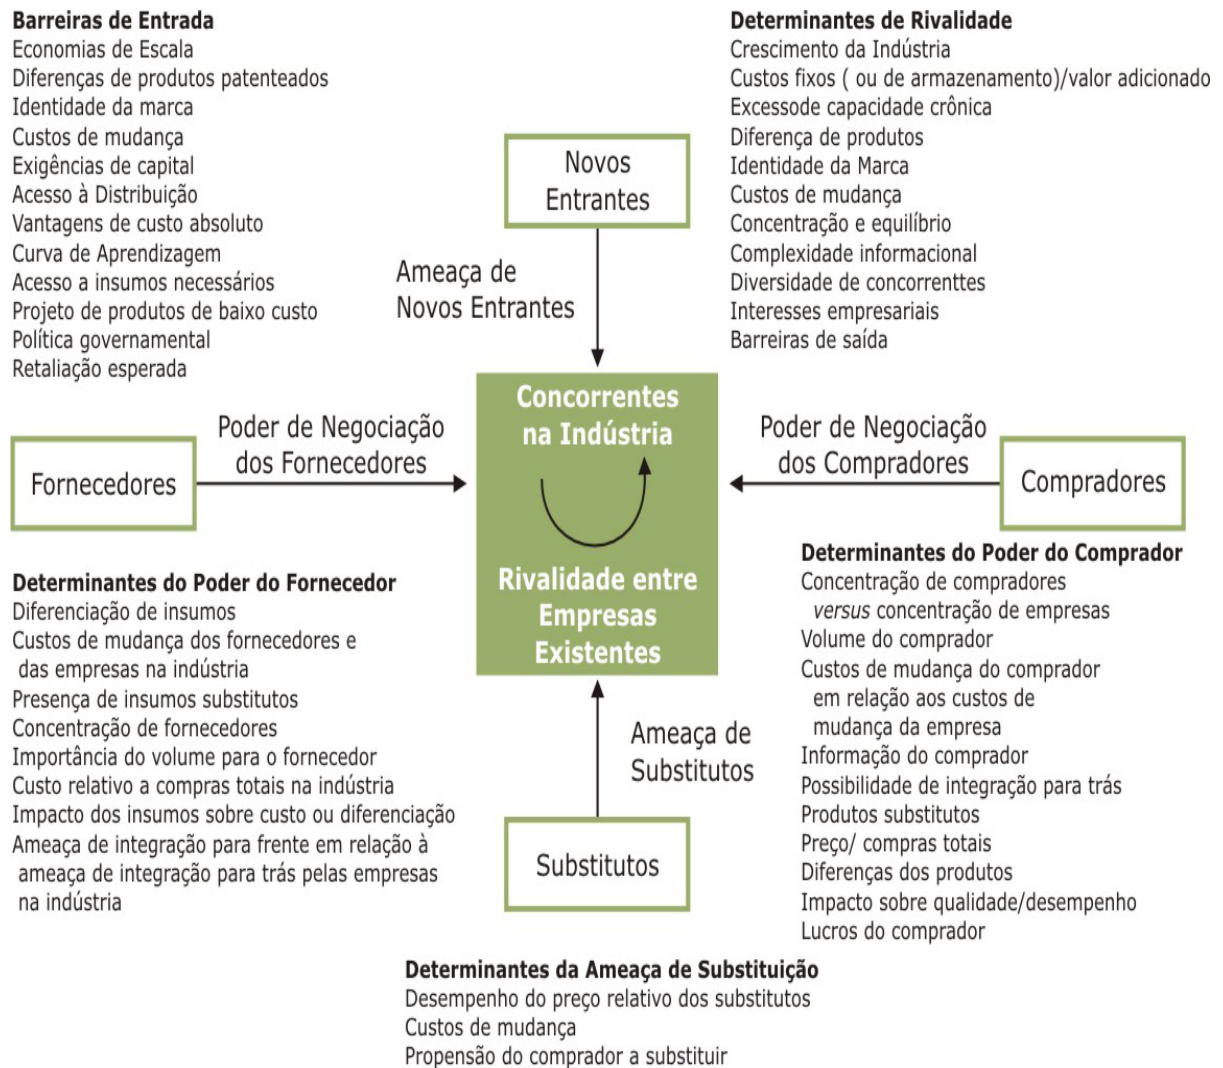 Barreiras de Entrada
Economias de Escala
Diferenças de produtos patenteados
Identidade da marca
Custos de mudança
Exigências de capital
Acesso à Distribuição
Vantagens de custo absoluto
Curva de Aprendizagem
Acesso a insumos necessários
Projeto de produtos de baixo custo
Política governamental
Retaliação esperada
Determinantes de Rivalidade
Crescimento da Indústria
Custos fixos ( ou de armazenamento)/valor adicionado
Excessode capacidade crônica
Diferença de produtos
Identidade da Marca
Custos de mudança
Concentração e equilíbrio
Complexidade informacional
Diversidade de concorrenttes
Interesses empresariais
Barreiras de saída
Novos
Entrantes
Ameaça de
Novos Entrantes
Fornecedores
Poder de Negociação
dos Fornecedores
Concorrentes
na Indústria
Rivalidade entre
Empresas
Existentes
Poder de Negociação
dos Compradores
Compradores
Determinantes do Poder do Fornecedor
Diferenciação de insumos
Custos de mudança dos fornecedores e
das empresas na indústria
Presença de insumos substitutos
Concentração de fornecedores
Importância do volume para o fornecedor
Custo relativo a compras totais na indústria
Impacto dos insumos sobre custo ou diferenciação
Ameaça de integração para frente em relação à
ameaça de integração para trás pelas empresas
na indústria
Ameaça de
Substitutos
Substitutos
Determinantes do Poder do Comprador
Concentração de compradores
versus concentração de empresas
Volume do comprador
Custos de mudança do comprador
em relação aos custos de
mudança da empresa
Informação do comprador
Possibilidade de integração para trás
Produtos substitutos
Preço/ compras totais
Diferenças dos produtos
Impacto sobre qualidade/desempenho
Lucros do comprador
Determinantes da Ameaça de Substituição
Desempenho do preço relativo dos substitutos
Custos de mudança
Propensão do comprador a substituir